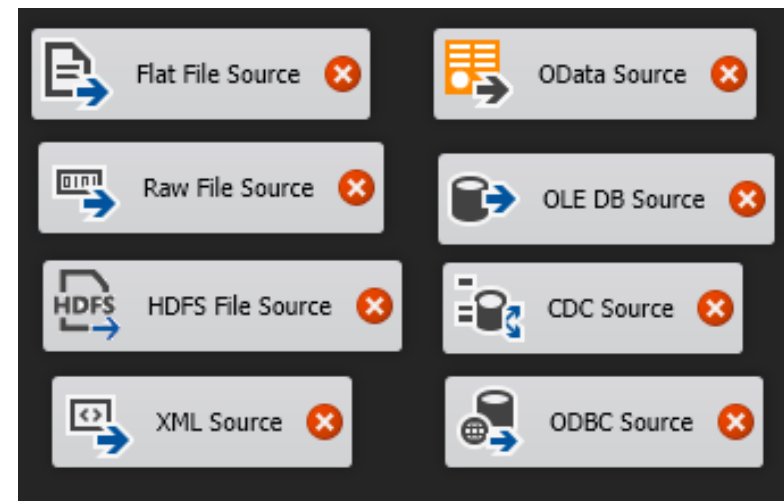 Flat File Source
OData Source
Raw File Source
OLE DB Source
HDFS
HDFS File Source
CDC Source
XML Source
ODBC Source